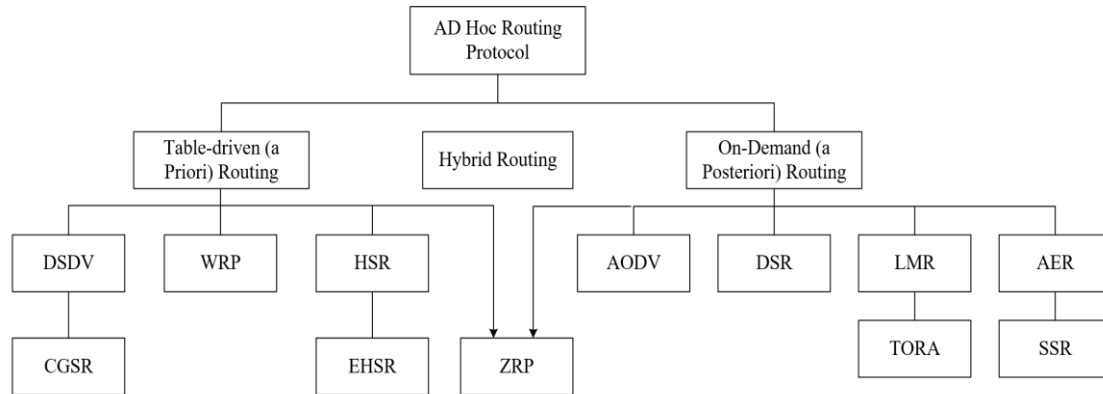 AD Hoc Routing
Protocol
Table-driven (a
Priori) Routing
Hybrid Routing
On-Demand (a
Posteriori) Routing
DSDV
WRP
HSR
AODV
DSR
LMR
AER
CGSR
EHSR
ZRP
TORA
SSR